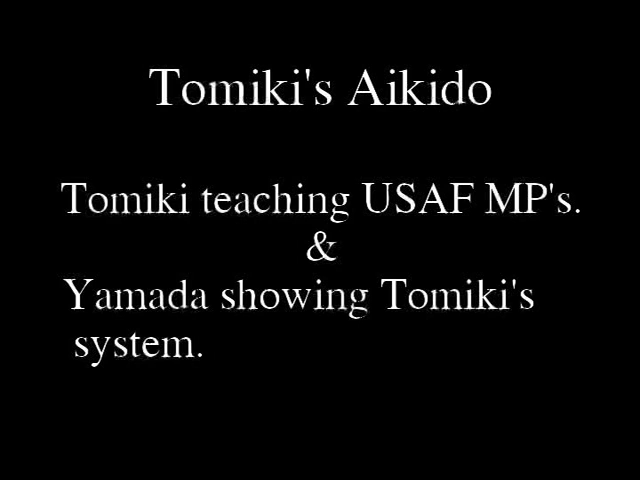 Tomiki's Aikido
Tomiki teaching USAF MP's.
&
Yamada showing Tomiki's
system.